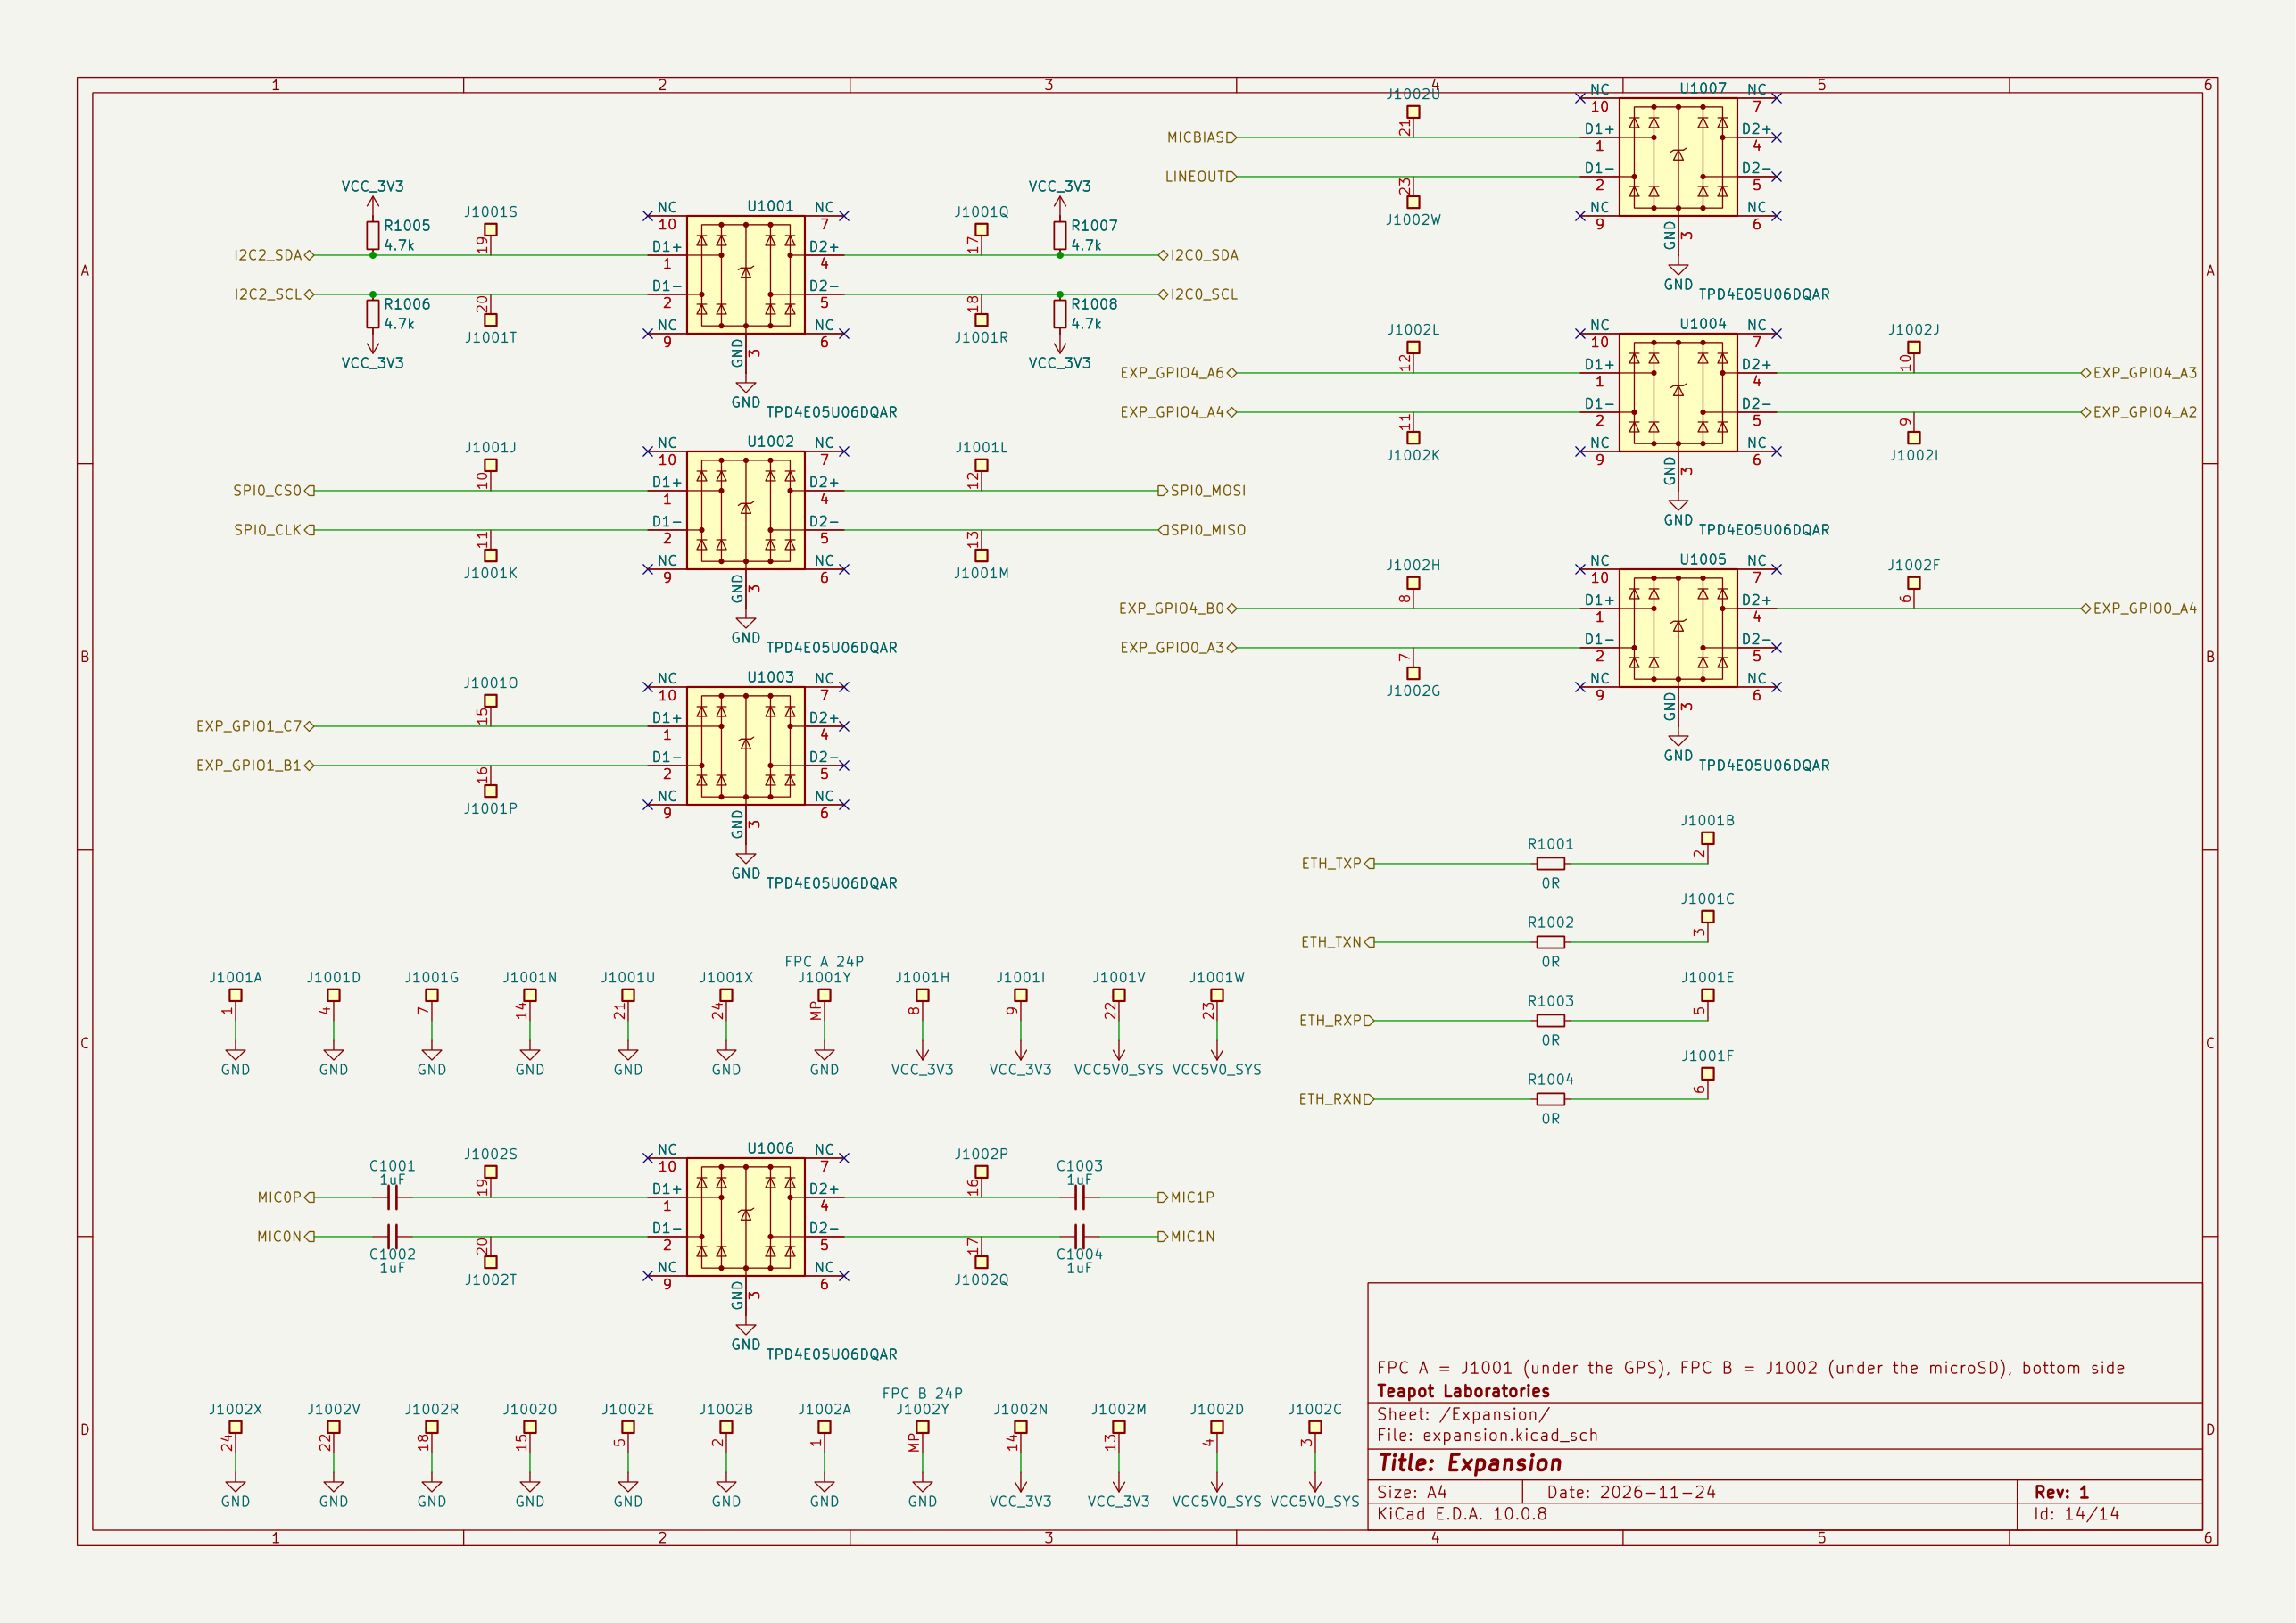 1 2 3 4 5 6
J1002U
21
U1007
NC NC
10 7
MICBIAS D1+ D2+
1 4
LINEOUT D1- D2-
2 5
23
J1002W
NC NC
9 6
GND 3
GND
TPD4E05U06DQAR
VCC_3V3 VCC_3V3
R1005
4.7k
J1001S
19
U1001
NC NC
10 7
J1001Q
17
R1007
4.7k
I2C2_SDA D1+ D2+ I2C0_SDA
1 4
I2C2_SCL D1- D2- I2C0_SCL
2 5
R1006
4.7k
20
J1001T
18
J1001R
R1008
4.7k
NC NC
9 6
VCC_3V3 VCC_3V3
GND 3
GND
TPD4E05U06DQAR
A A
J1002L
12
U1004
NC NC
10 7
J1002J
10
EXP_GPIO4_A6 D1+ D2+ EXP_GPIO4_A3
1 4
EXP_GPIO4_A4 D1- D2- EXP_GPIO4_A2
2 5
11
J1002K
9
J1002I
NC NC
9 6
GND 3
GND
TPD4E05U06DQAR
J1001J
10
U1002
NC NC
10 7
J1001L
12
SPI0_CS0 D1+ D2+ SPI0_MOSI
1 4
SPI0_CLK D1- D2- SPI0_MISO
2 5
11
J1001K
13
J1001M
NC NC
9 6
GND 3
GND
TPD4E05U06DQAR
J1002H
8
U1005
NC NC
10 7
J1002F
6
EXP_GPIO4_B0 D1+ D2+ EXP_GPIO0_A4
1 4
EXP_GPIO0_A3 D1- D2-
2 5
7
J1002G
NC NC
9 6
GND 3
GND
TPD4E05U06DQAR
B B
J1001O
15
U1003
NC NC
10 7
EXP_GPIO1_C7 D1+ D2+
1 4
EXP_GPIO1_B1 D1- D2-
2 5
16
J1001P
NC NC
9 6
GND 3
GND
TPD4E05U06DQAR
J1001B
2
R1001
ETH_TXP
0R
J1001C
3
R1002
ETH_TXN
0R
J1001E
5
R1003
ETH_RXP
0R
J1001F
6
R1004
ETH_RXN
0R
FPC A 24P
J1001A J1001D J1001G J1001N J1001U J1001X J1001Y J1001H J1001I J1001V J1001W
1 4 7 14 21 24 MP 8 9 22 23
GND GND GND GND GND GND GND VCC_3V3 VCC_3V3 VCC5V0_SYS VCC5V0_SYS
C C
C1001
1uF
J1002S
19
U1006
NC NC
10 7
J1002P
16
C1003
1uF
MIC0P D1+ D2+ MIC1P
1 4
MIC0N D1- D2- MIC1N
2 5
C1002
1uF
20
J1002T
17
J1002Q
C1004
1uF
NC NC
9 6
GND 3
GND
TPD4E05U06DQAR
FPC B 24P
J1002X J1002V J1002R J1002O J1002E J1002B J1002A J1002Y J1002N J1002M J1002D J1002C
24 22 18 15 5 2 1 MP 14 13 4 3
GND GND GND GND GND GND GND GND VCC_3V3 VCC_3V3 VCC5V0_SYS VCC5V0_SYS
D D
FPC A = J1001 (under the GPS), FPC B = J1002 (under the microSD), bottom side
Teapot Laboratories
Sheet: /Expansion/
File: expansion.kicad_sch
Title: Expansion
Size: A4 Date: 2026-11-24 Rev: 1
KiCad E.D.A. 10.0.8 Id: 14/14
1 2 3 4 5 6